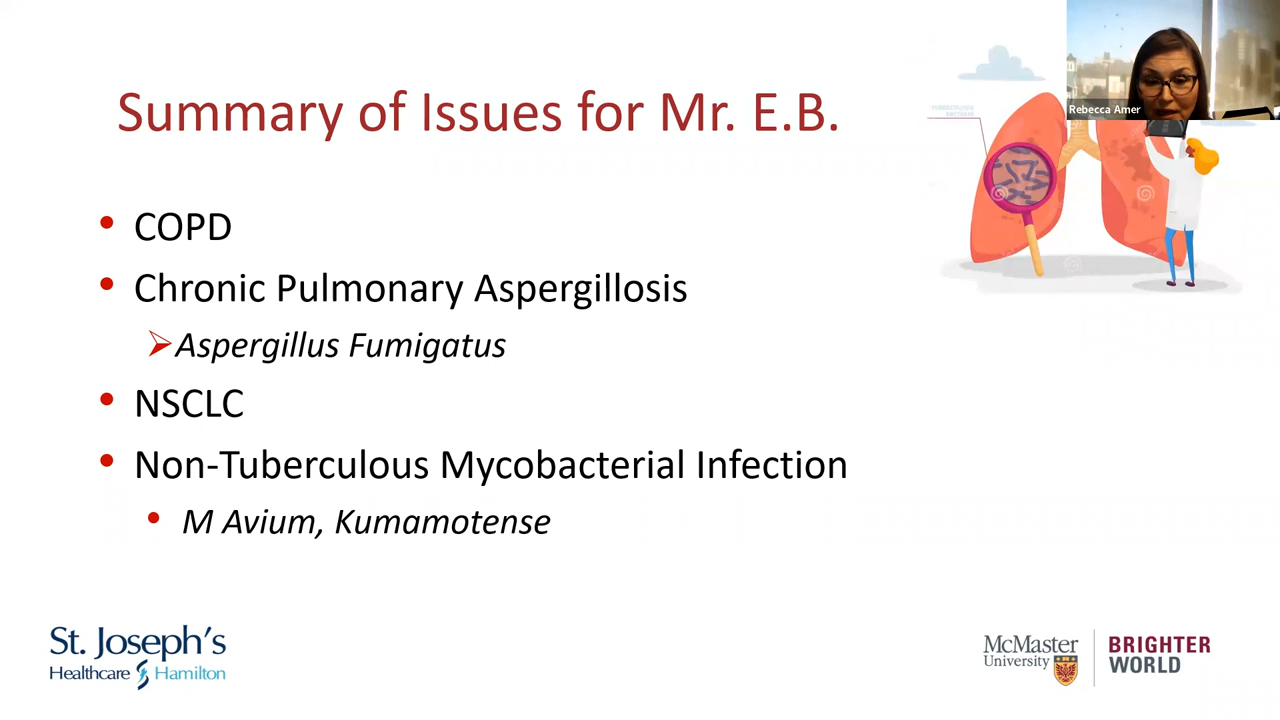 Rebecca Amer
Summary of Issues for Mr. E.B.
• COPD
• Chronic Pulmonary Aspergillosis
➢Aspergillus Fumigatus
• NSCLC
• Non-Tuberculous Mycobacterial Infection
• M Avium, Kumamotense
St. Joseph's
Healthcare Hamilton
McMaster
University
BRIGHTER
WORLD